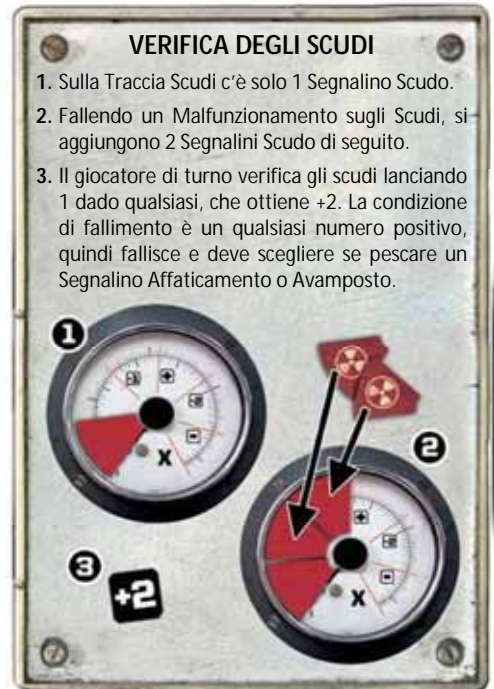 VERIFICA DEGLI SCUDI
1. Sulla Traccia Scudi c'è solo 1 Segnalino Scudo.
2. Fallendo un Malfunzionamento sugli Scudi, si
aggiungono 2 Segnalini Scudo di seguito.
3. Il giocatore di turno verifica gli scudi lanciando
1 dado qualsiasi, che ottiene +2. La condizione
di fallimento è un qualsiasi numero positivo,
quindi fallisce e deve scegliere se pescare un
Segnalino Affaticamento o Avamposto.
1
+
-
X
2
+
-
X
3
+2